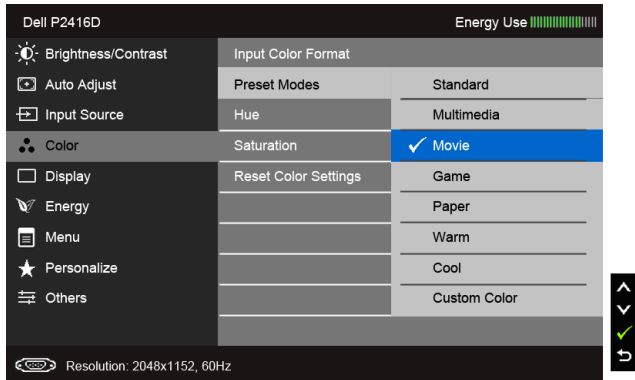 Dell P2416D Energy Use
Brightness/Contrast Input Color Format
Auto Adjust Preset Modes Standard
Input Source Hue Multimedia
Color Saturation Movie
Display Reset Color Settings Game
Energy Paper
Menu Warm
Personalize Cool
Others Custom Color
Resolution: 2048x1152, 60Hz